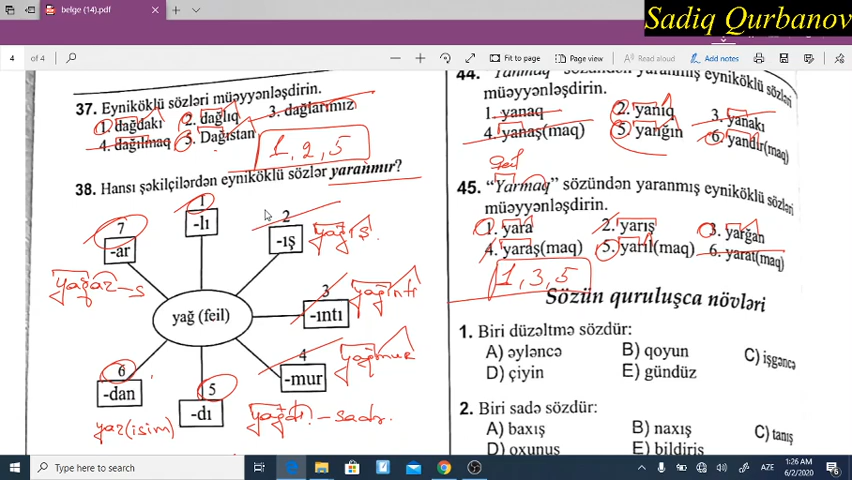 belge (14).pdf
Sadiq Qurbanov
4 of 4
Fit to page
Page view
Read aloud
Add notes
37. Eyniköklü sözləri müəyyənləşdirin.
1. dağdakı 2. dağlıq 3. dağlarımız
4. dağılmaq 5. Dağıstan
1, 2, 5
38. Hansı şəkilçilərdən eyniköklü sözlər yaranmır?
1
-lı
2
-ış
yağış.
3
-ıntı
yağıntı
4
-mur
yağmur
5
-dı
yağdı – sadə.
6
-dan
yağ (isim)
7
-ar
yağ (feil)
44. "Yanmaq" sözündən yaranmış eyniköklü sözləri
müəyyənləşdirin.
1. yanaq 2. yanıq 3. yanakı
4. yanaş(maq) 5. yanğın 6. yandır(maq)
feil
45. "Yarmaq" sözündən yaranmış eyniköklü sözləri
müəyyənləşdirin.
1. yara 2. yarış 3. yarğan
4. yaraş(maq) 5. yarıl(maq) 6. yarat(maq)
1, 3, 5
Sözün quruluşca növləri
1. Biri düzəltmə sözdür:
A) əyləncə B) qoyun C) işgəncə
D) çiyin E) gündüz
2. Biri sadə sözdür:
A) baxış B) naxış C) tanış
D) oxunuş E) bildiriş
Type here to search
AZE
1:26 AM
6/2/2020